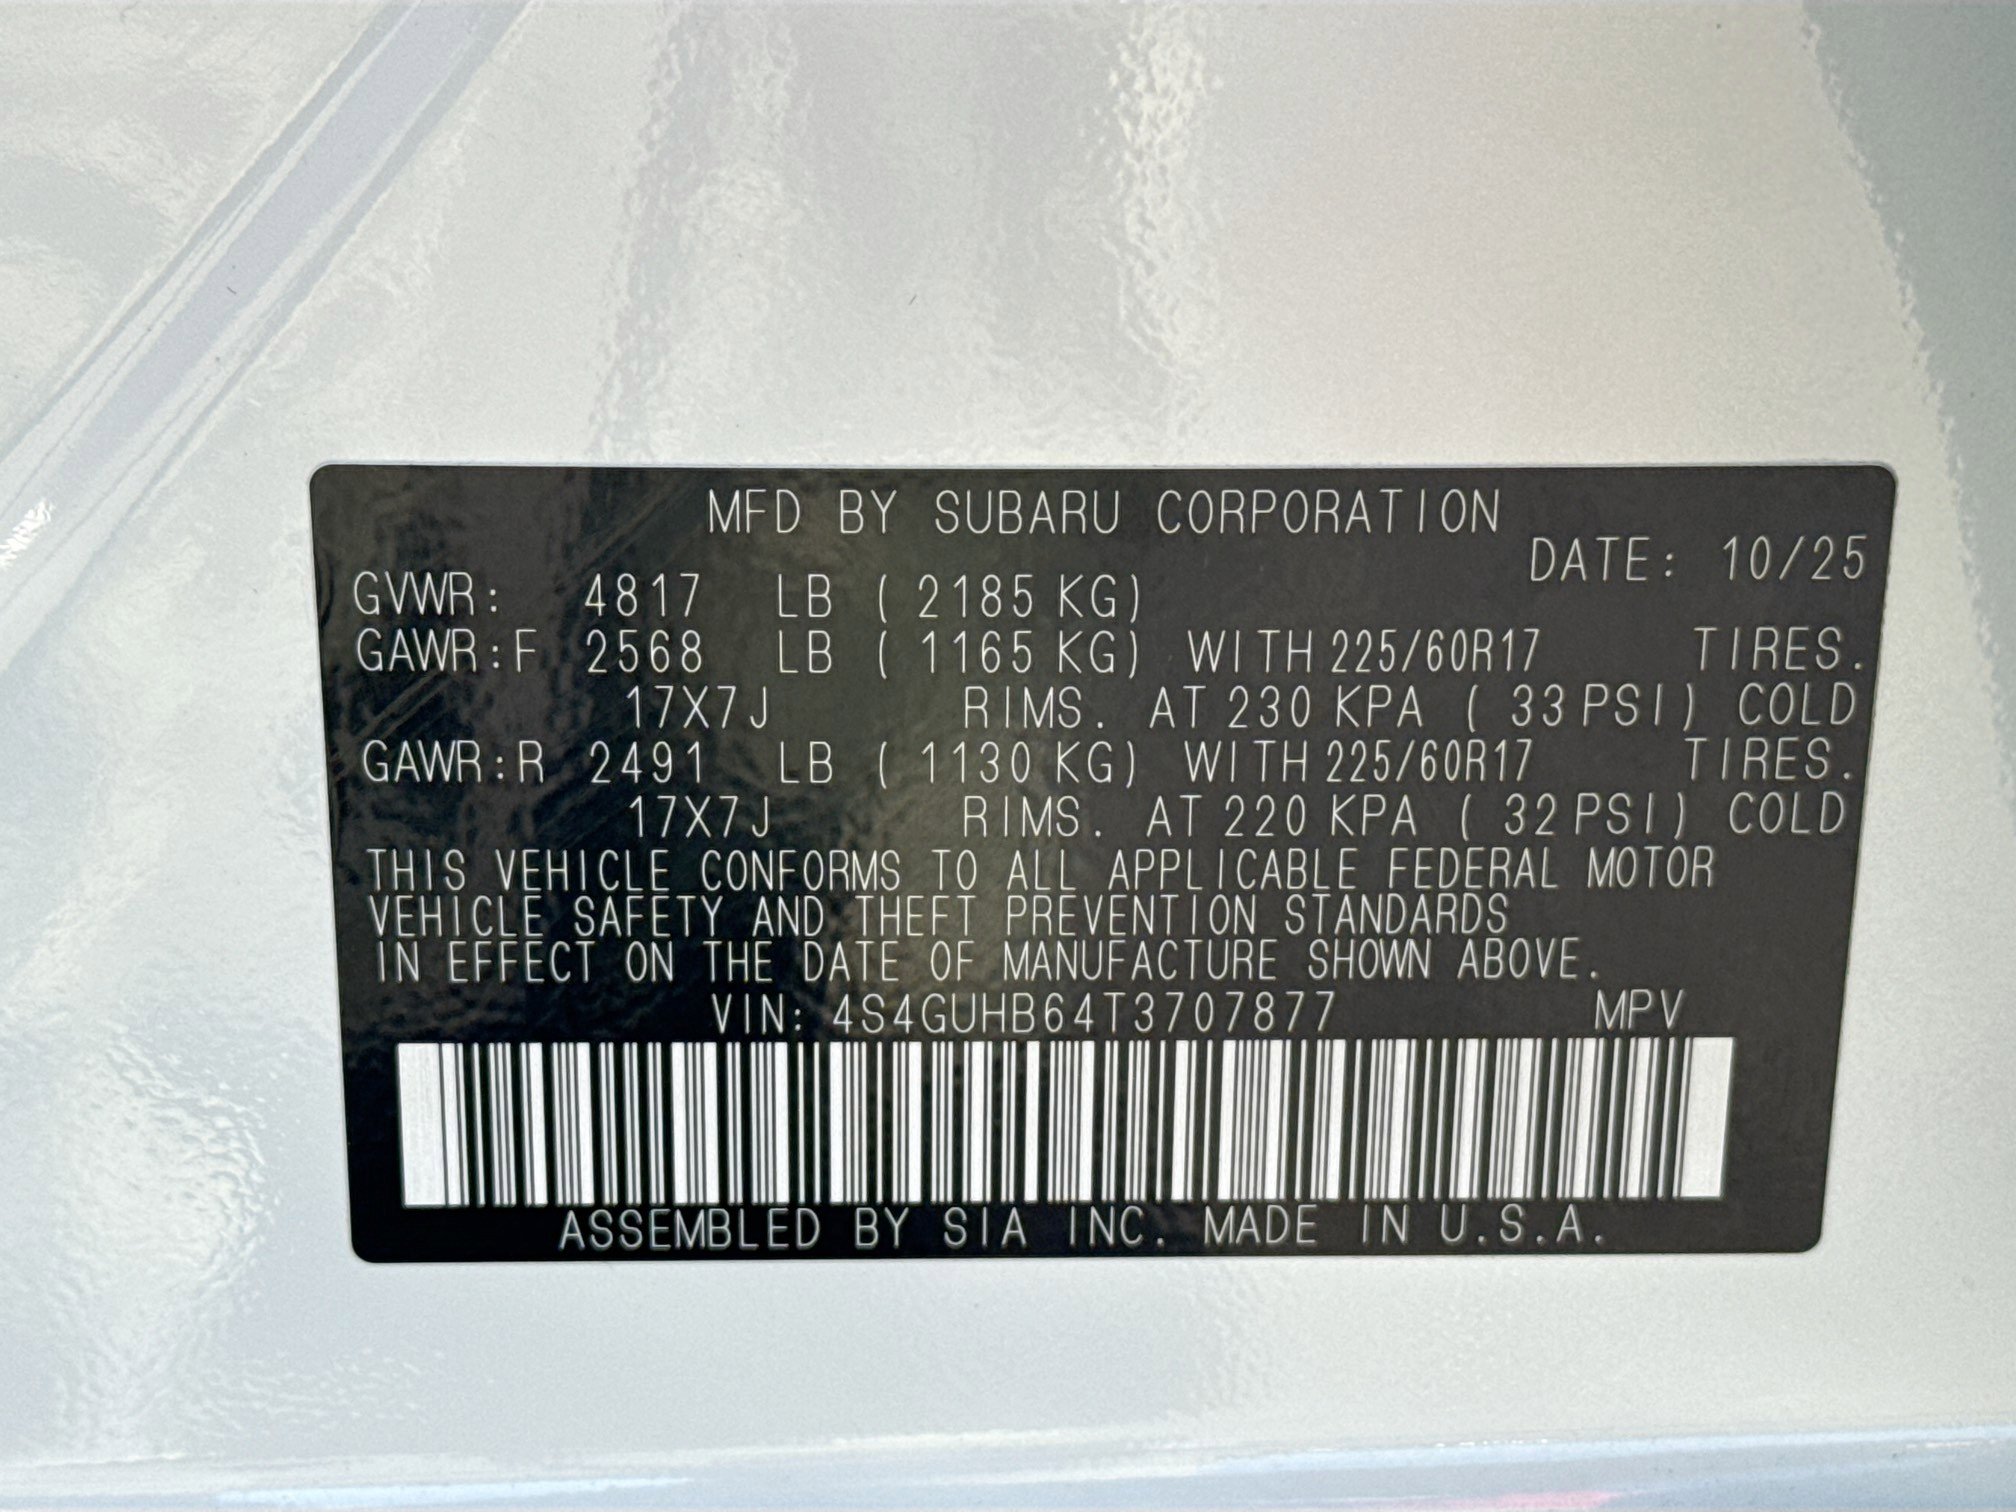 MFD BY SUBARU CORPORATION
DATE: 10/25
GVWR: 4817 LB ( 2185 KG)
GAWR:F 2568 LB ( 1165 KG) WITH 225/60R17 TIRES.
17X7J RIMS. AT 230 KPA ( 33 PSI) COLD
GAWR:R 2491 LB ( 1130 KG) WITH 225/60R17 TIRES.
17X7J RIMS. AT 220 KPA ( 32 PSI) COLD
THIS VEHICLE CONFORMS TO ALL APPLICABLE FEDERAL MOTOR
VEHICLE SAFETY AND THEFT PREVENTION STANDARDS
IN EFFECT ON THE DATE OF MANUFACTURE SHOWN ABOVE.
VIN: 4S4GUHB64T3707877 MPV
ASSEMBLED BY SIA INC. MADE IN U.S.A.